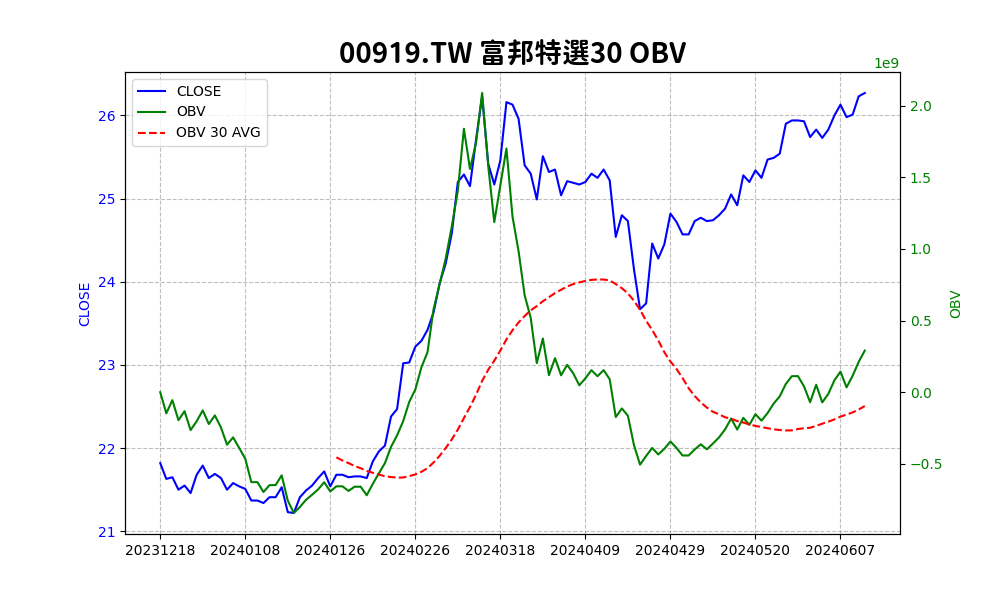 00919.TW 富邦特選30 OBV
1e9
CLOSE
OBV
OBV 30 AVG
26
25
24
23
22
21
CLOSE
2.0
1.5
1.0
0.5
0.0
−0.5
OBV
20231218 20240108 20240126 20240226 20240318 20240409 20240429 20240520 20240607